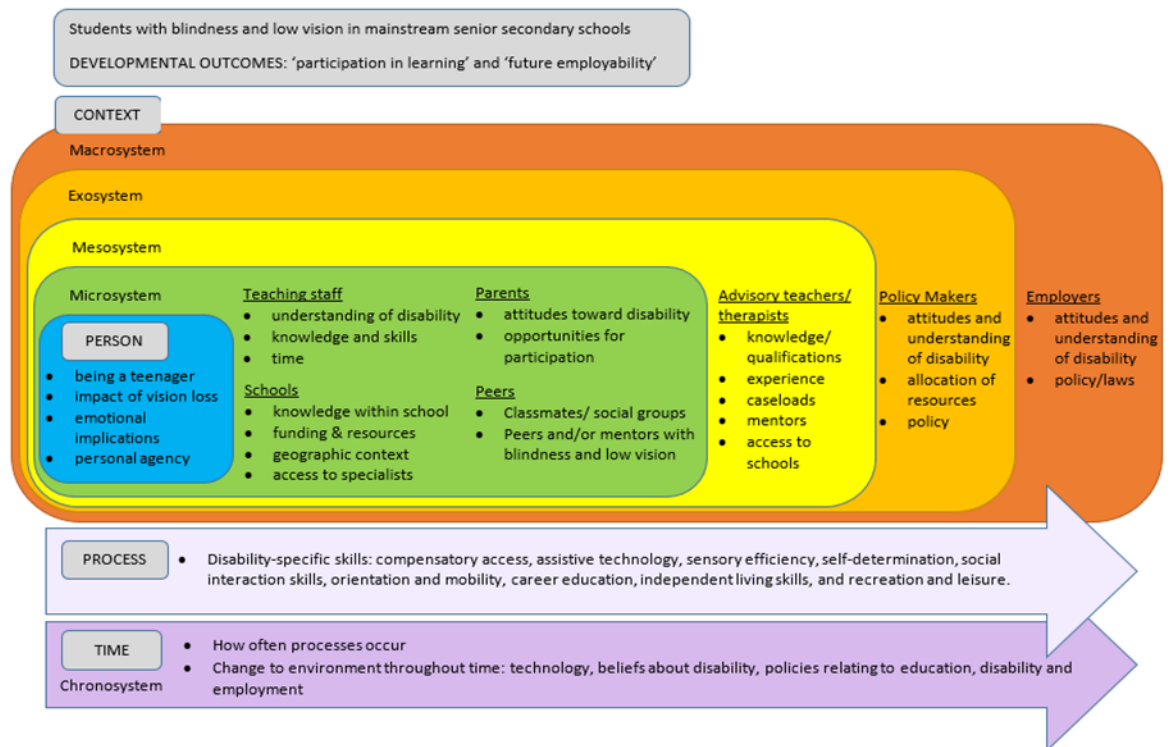 Students with blindness and low vision in mainstream senior secondary schools
DEVELOPMENTAL OUTCOMES: ‘participation in learning’ and ‘future employability’
CONTEXT
Macrosystem
Exosystem
Mesosystem
Microsystem
PERSON
• being a teenager
• impact of vision loss
• emotional
implications
• personal agency
Teaching staff
• understanding of disability
• knowledge and skills
• time
Schools
• knowledge within school
• funding & resources
• geographic context
• access to specialists
Parents
• attitudes toward disability
• opportunities for
participation
Peers
• Classmates/ social groups
• Peers and/or mentors with
blindness and low vision
Advisory teachers/
therapists
• knowledge/
qualifications
• experience
• caseloads
• mentors
• access to
schools
Policy Makers
• attitudes and
understanding
of disability
• allocation of
resources
• policy
Employers
• attitudes and
understanding
of disability
• policy/laws
PROCESS
• Disability-specific skills: compensatory access, assistive technology, sensory efficiency, self-determination, social
interaction skills, orientation and mobility, career education, independent living skills, and recreation and leisure.
TIME
Chronosystem
• How often processes occur
• Change to environment throughout time: technology, beliefs about disability, policies relating to education, disability and
employment